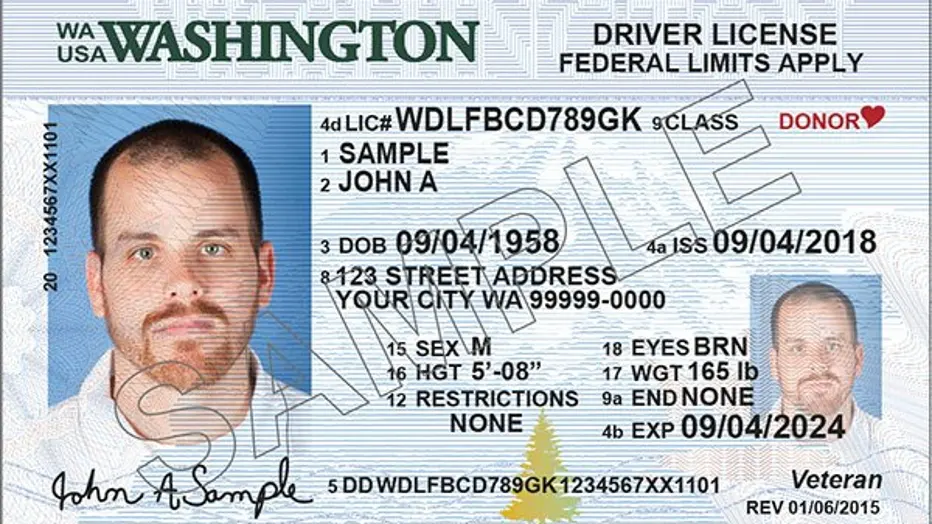 WA USA WASHINGTON
DRIVER LICENSE
FEDERAL LIMITS APPLY
20 1234567XX1101
4d LIC# WDLFBCD789GK 9 CLASS DONOR
1 SAMPLE
2 JOHN A
3 DOB 09/04/1958 4a ISS 09/04/2018
8 123 STREET ADDRESS
YOUR CITY WA 99999-0000
15 SEX M 18 EYES BRN
16 HGT 5'-08" 17 WGT 165 lb
12 RESTRICTIONS 9a END NONE
NONE 4b EXP 09/04/2024
SAMPLE
John A Sample
5 DD WDLFBCD789GK1234567XX1101
Veteran
REV 01/06/2015